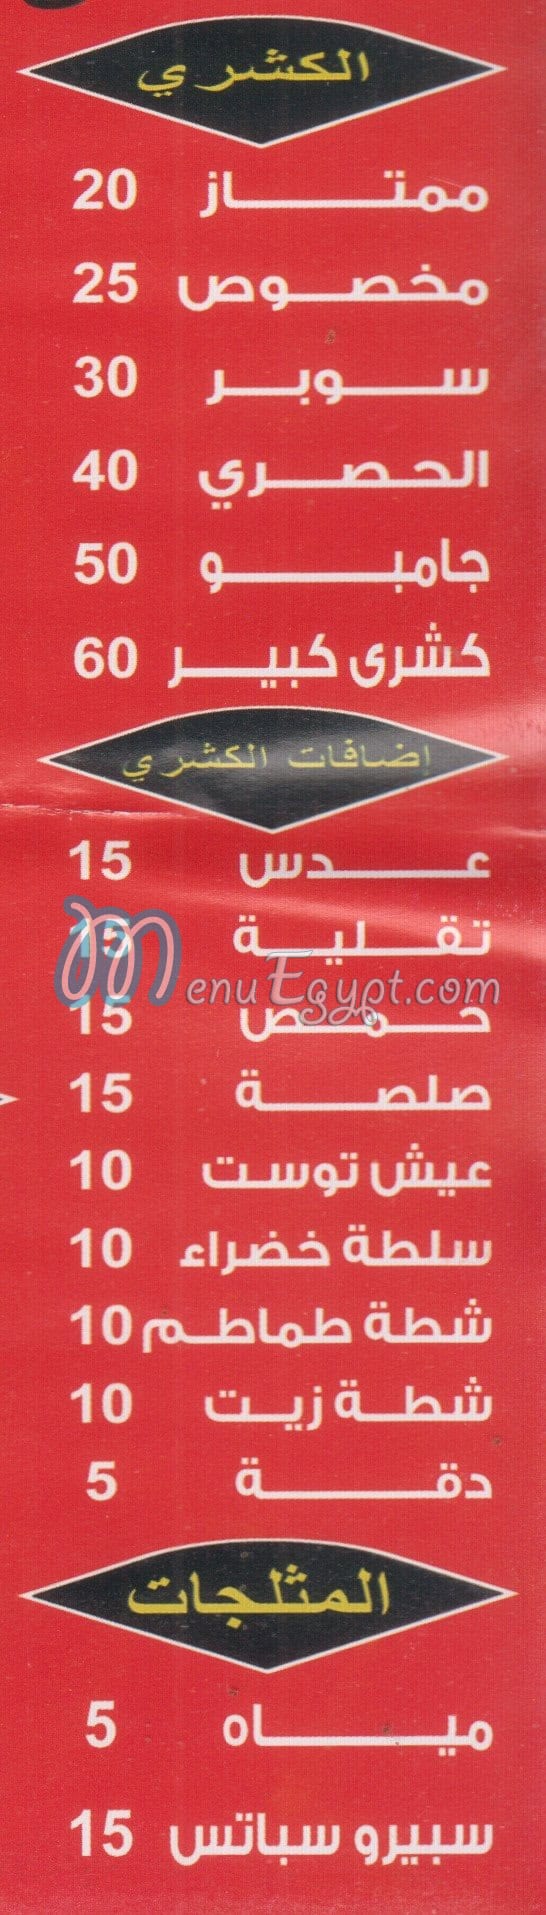 الكشري
ممتاز 20
مخصوص 25
سوبر 30
الحصري 40
جامبو 50
كشرى كبير 60
إضافات الكشري
عدس 15
تقلية 15
MenuEgypt.com
حمص 15
صلصة 15
عيش توست 10
سلطة خضراء 10
شطة طماطم 10
شطة زيت 10
دقة 5
المثلجات
مياه 5
سبيرو سباتس 15